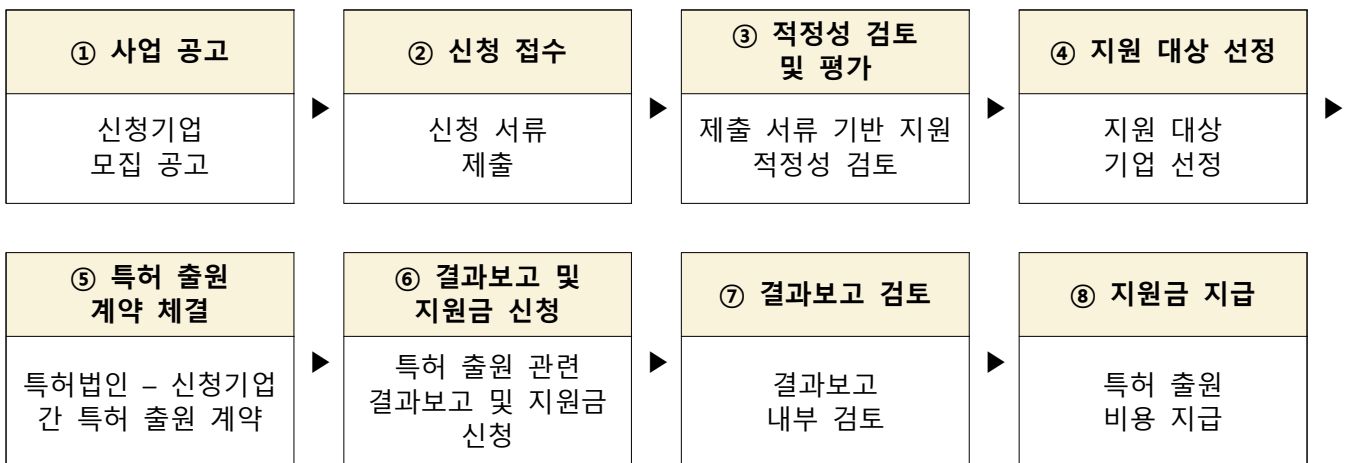 ① 사업 공고
신청기업
모집 공고
▶
② 신청 접수
신청 서류
제출
▶
③ 적정성 검토
및 평가
제출 서류 기반 지원
적정성 검토
▶
④ 지원 대상 선정
지원 대상
기업 선정
▶
⑤ 특허 출원
계약 체결
특허법인 – 신청기업
간 특허 출원 계약
▶
⑥ 결과보고 및
지원금 신청
특허 출원 관련
결과보고 및 지원금
신청
▶
⑦ 결과보고 검토
결과보고
내부 검토
▶
⑧ 지원금 지급
특허 출원
비용 지급